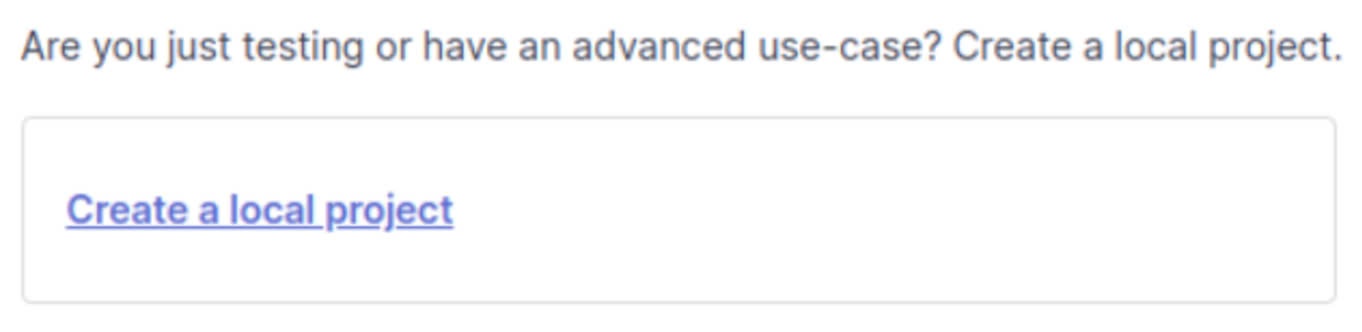 Are you just testing or have an advanced use-case? Create a local project.
Create a local project